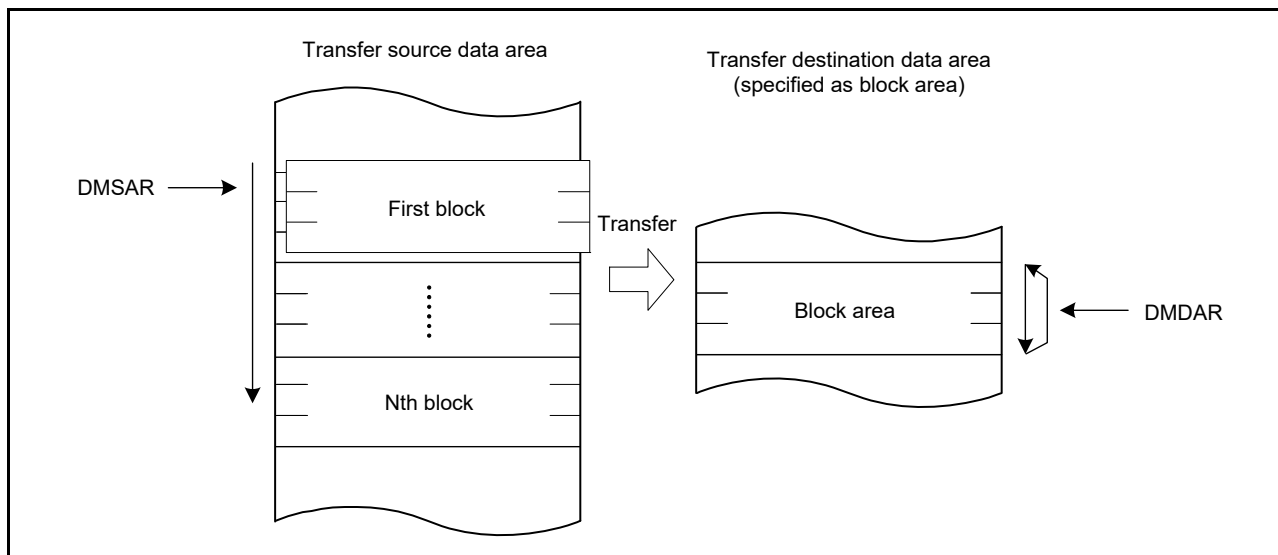 Transfer source data area
Transfer destination data area
(specified as block area)
DMSAR
First block
Transfer
Block area
DMDAR
Nth block